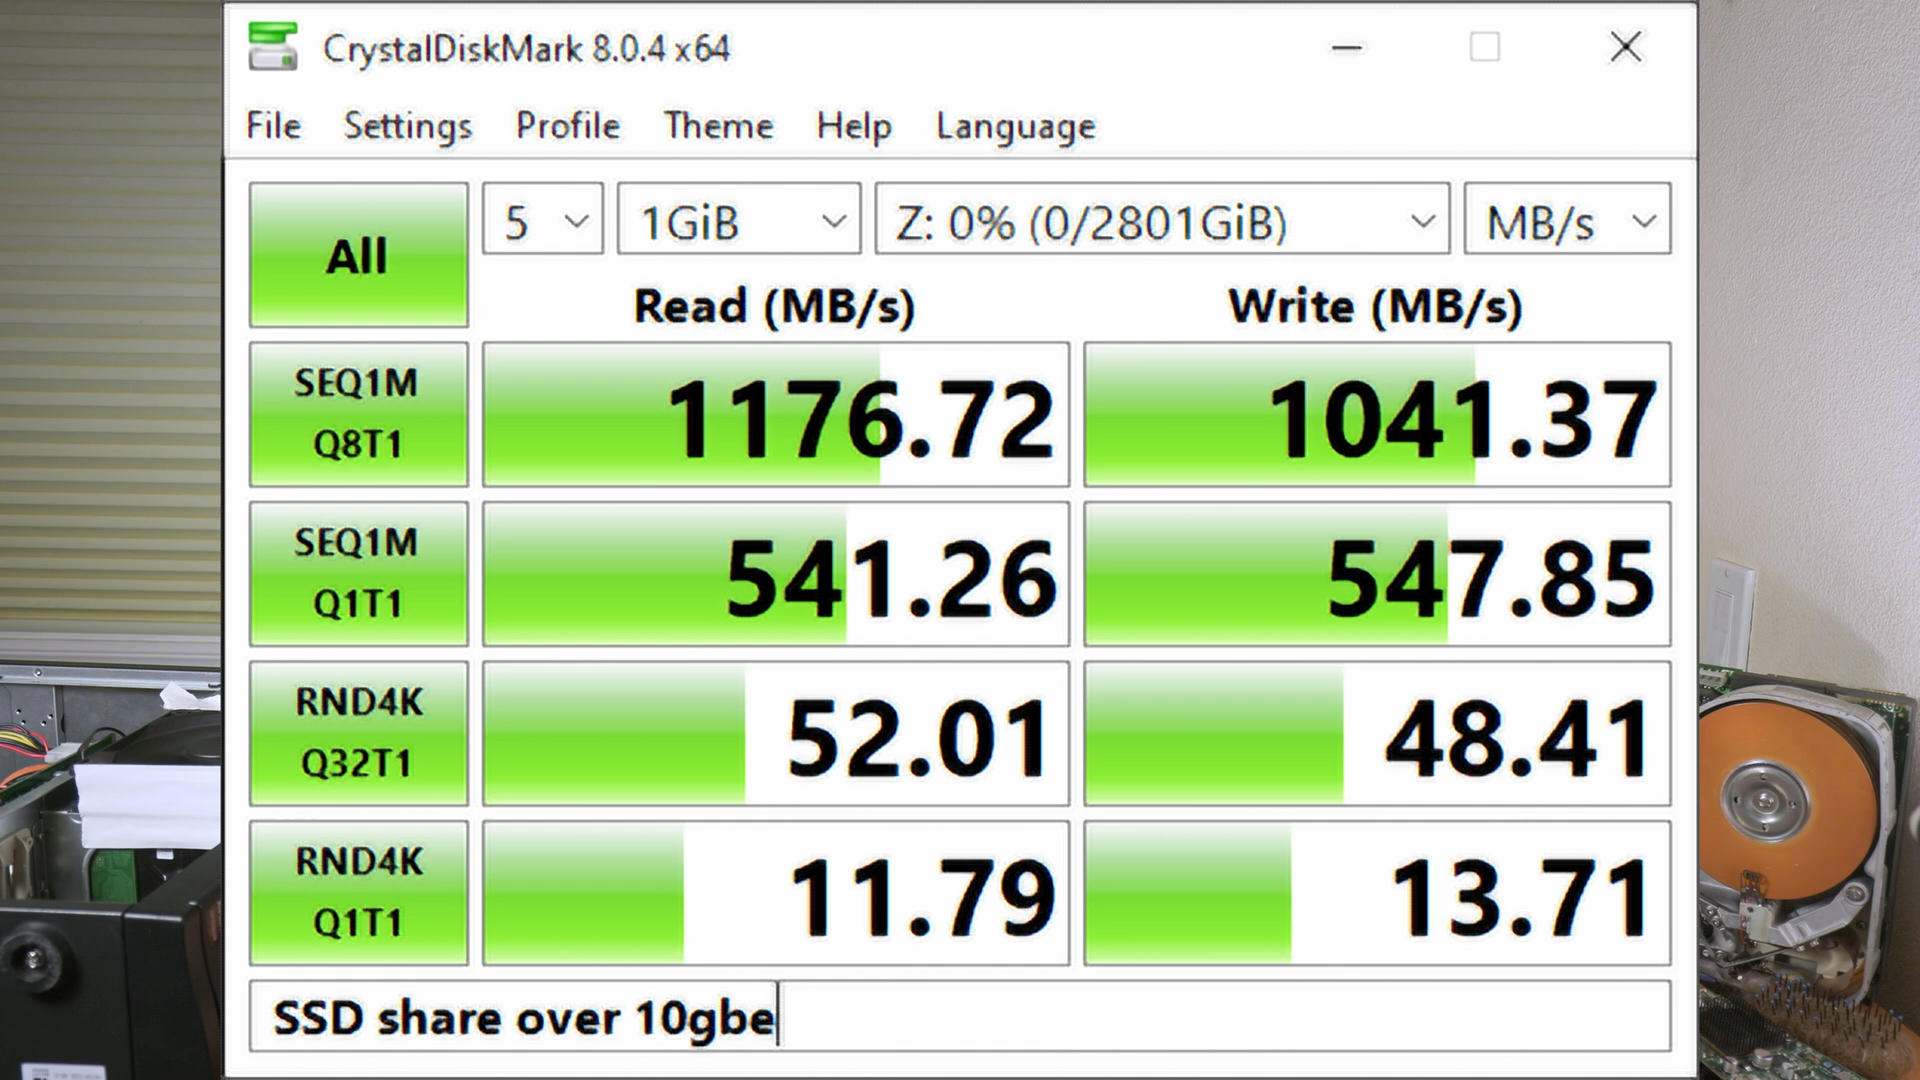 CrystalDiskMark 8.0.4 x64
File Settings Profile Theme Help Language
All 5 1GiB Z: 0% (0/2801GiB) MB/s
Read (MB/s) Write (MB/s)
SEQ1M
Q8T1
1176.72 1041.37
SEQ1M
Q1T1
541.26 547.85
RND4K
Q32T1
52.01 48.41
RND4K
Q1T1
11.79 13.71
SSD share over 10gbe